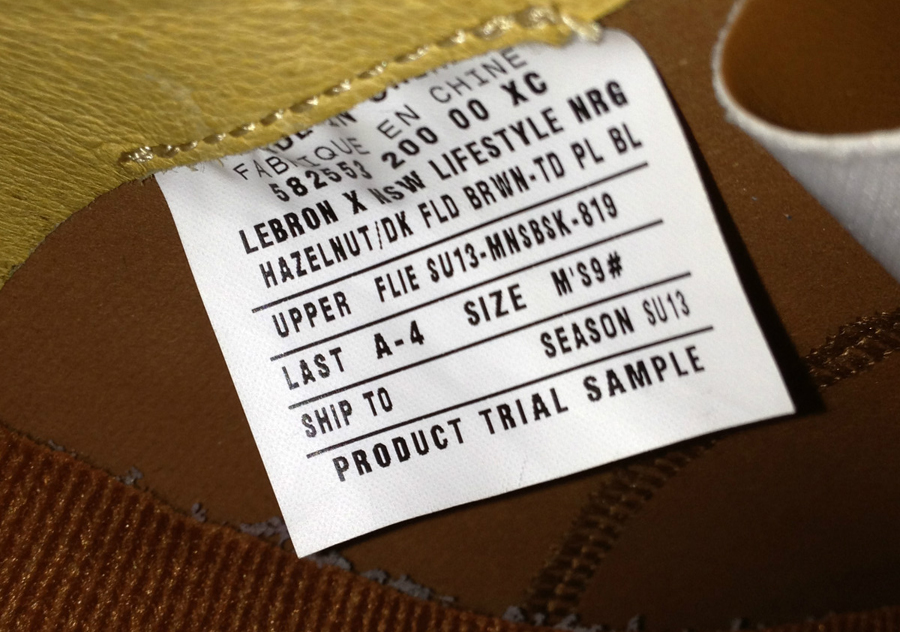 IN
FABRIQUE EN CHINE
582553 200 00 XC
LEBRON X NSW LIFESTYLE NRG
HAZELNUT/DK FLD BRWN-TD PL BL
UPPER FLIE SU13-MNSBSK-819
LAST A-4 SIZE M'S9#
SHIP TO SEASON SU13
PRODUCT TRIAL SAMPLE